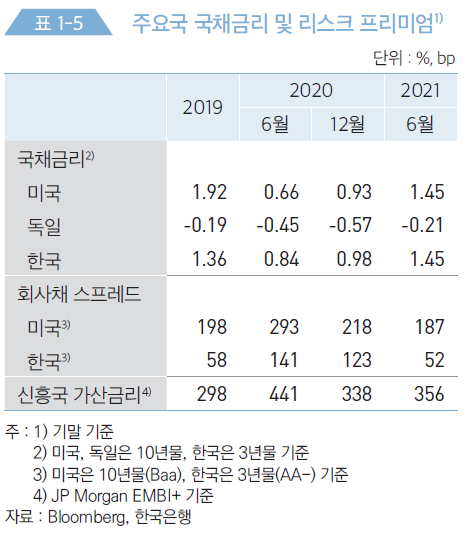 표 1-5 주요국 국채금리 및 리스크 프리미엄1)
단위 : %, bp
2019 2020 2021
6월 12월 6월
국채금리2)
미국 1.92 0.66 0.93 1.45
독일 -0.19 -0.45 -0.57 -0.21
한국 1.36 0.84 0.98 1.45
회사채 스프레드
미국3) 198 293 218 187
한국3) 58 141 123 52
신흥국 가산금리4) 298 441 338 356
주 : 1) 기말 기준
2) 미국, 독일은 10년물, 한국은 3년물 기준
3) 미국은 10년물(Baa), 한국은 3년물(AA-) 기준
4) JP Morgan EMBI+ 기준
자료 : Bloomberg, 한국은행